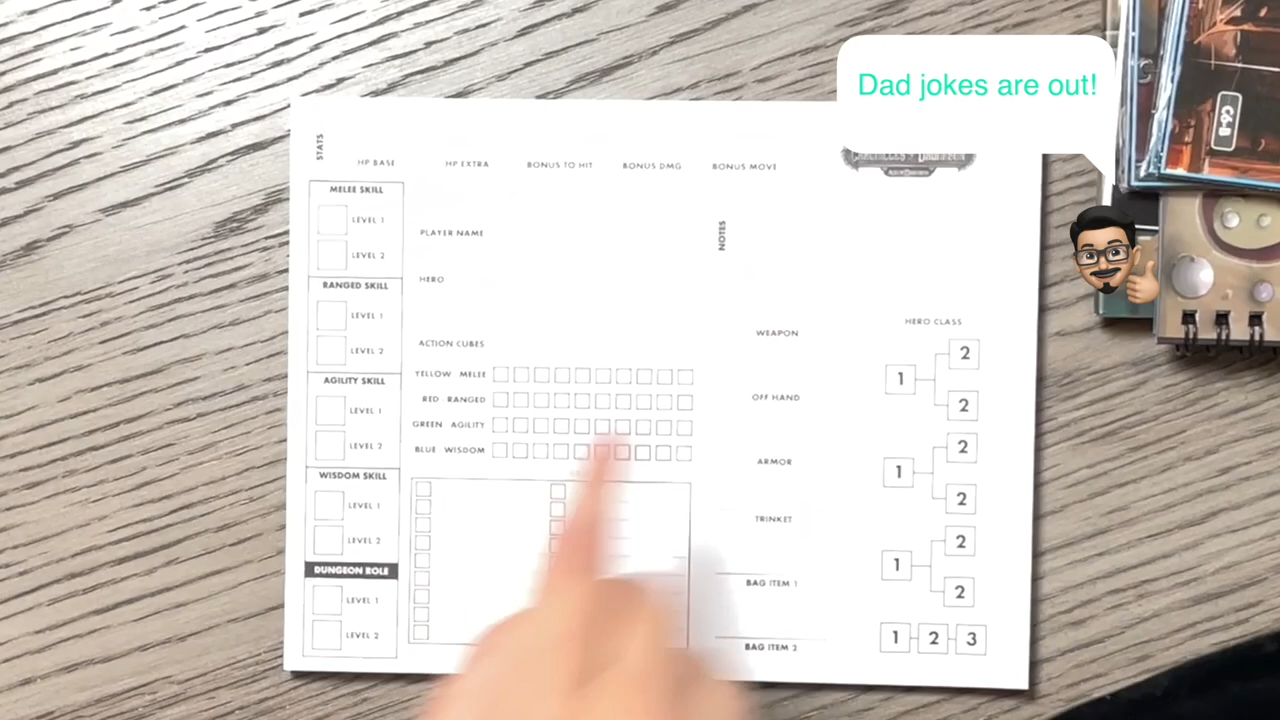 Dad jokes are out!
C6-B
STATS
HP BASE
HP EXTRA
BONUS TO HIT
BONUS DMG
BONUS MOVE
MELEE SKILL
LEVEL 1
LEVEL 2
RANGED SKILL
LEVEL 1
LEVEL 2
AGILITY SKILL
LEVEL 1
LEVEL 2
WISDOM SKILL
LEVEL 1
LEVEL 2
DUNGEON ROLE
LEVEL 1
LEVEL 2
PLAYER NAME
HERO
ACTION CUBES
YELLOW MELEE
RED RANGED
GREEN AGILITY
BLUE WISDOM
NOTES
WEAPON
OFF HAND
ARMOR
TRINKET
BAG ITEM 1
BAG ITEM 2
HERO CLASS
1 2
2
1 2
2
1 2
2
1 2 3